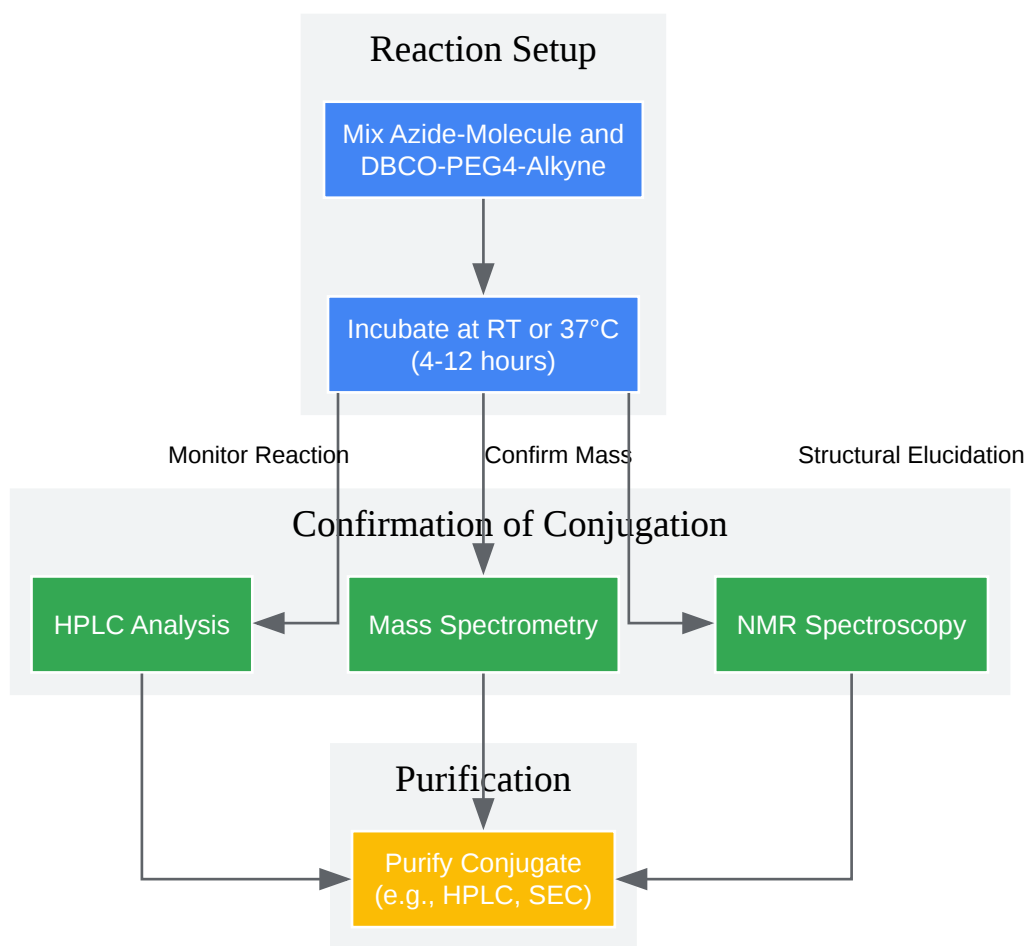 Reaction Setup
Mix Azide-Molecule and
DBCO-PEG4-Alkyne
Incubate at RT or 37°C
(4-12 hours)
Monitor Reaction
Confirm Mass
Structural Elucidation
Confirmation of Conjugation
HPLC Analysis
Mass Spectrometry
NMR Spectroscopy
Purification
Purify Conjugate
(e.g., HPLC, SEC)